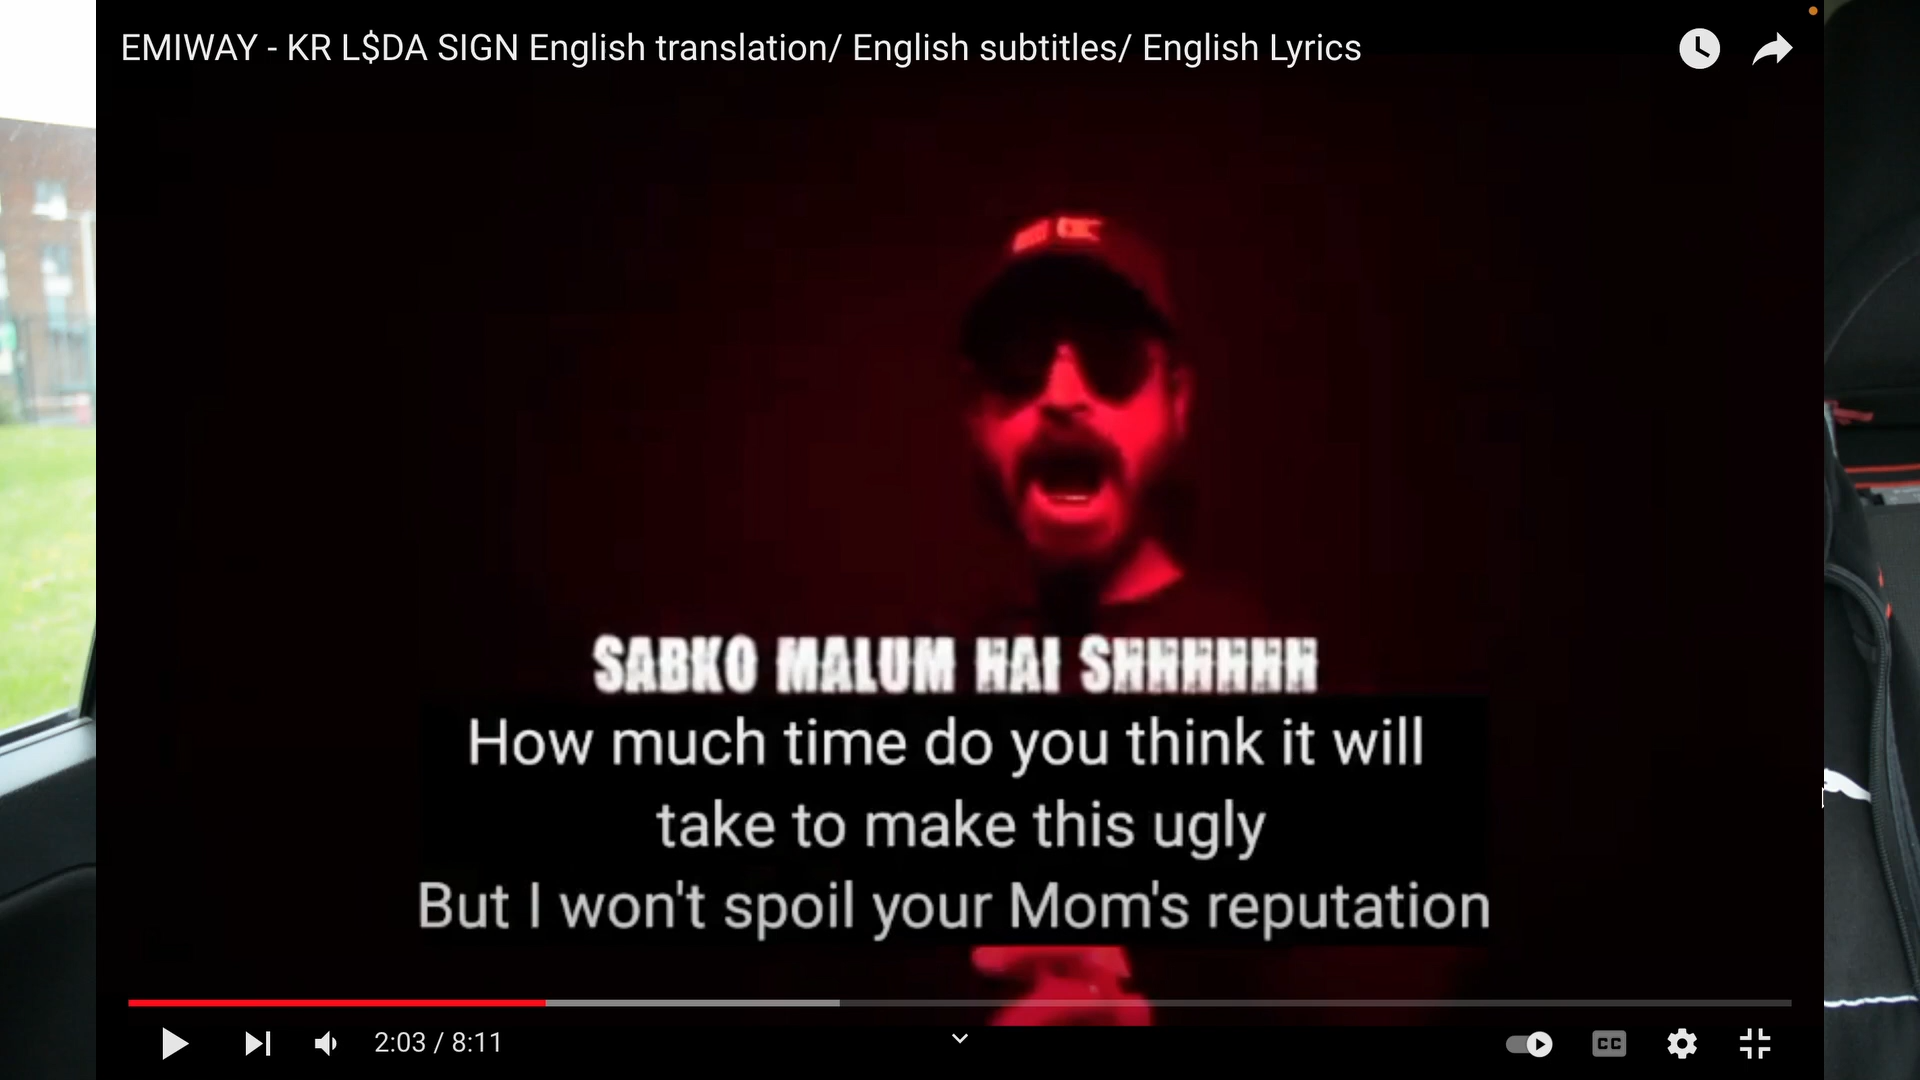 EMIWAY - KR L$DA SIGN English translation/ English subtitles/ English Lyrics
SABKO MALUM HAI SHHHHHH
How much time do you think it will
take to make this ugly
But I won't spoil your Mom's reputation
2:03 / 8:11
CC